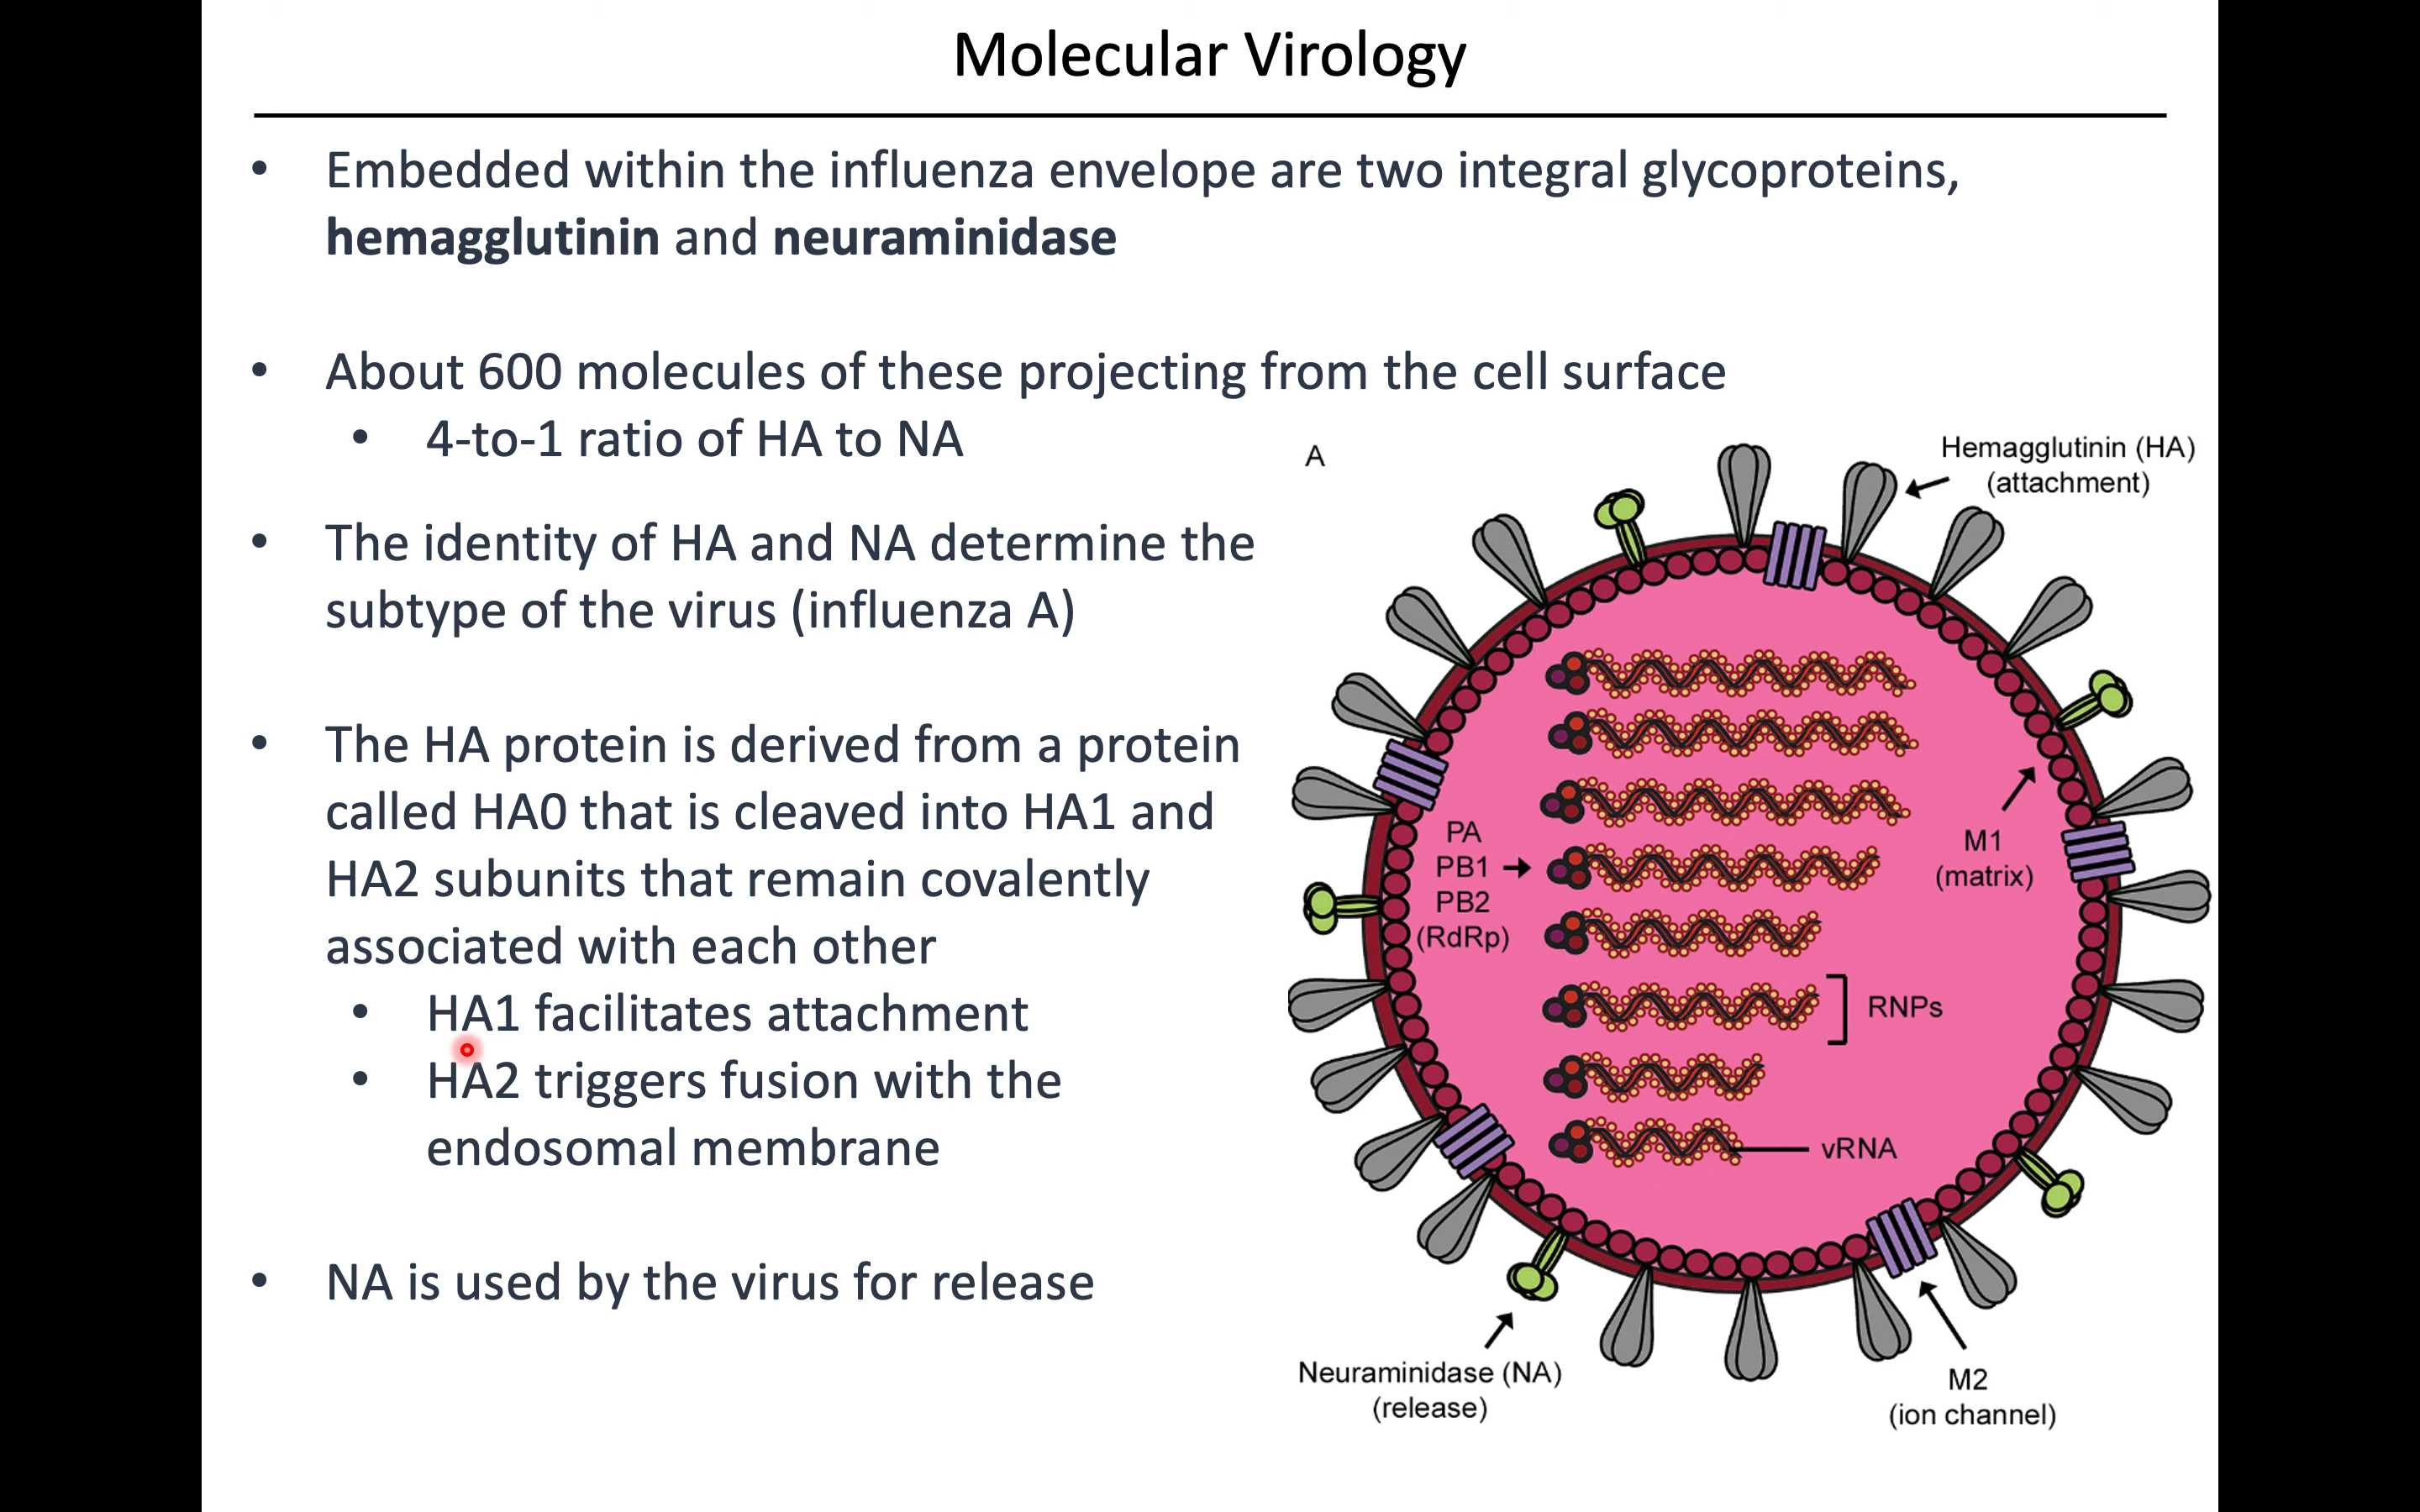 Molecular Virology
• Embedded within the influenza envelope are two integral glycoproteins,
hemagglutinin and neuraminidase
• About 600 molecules of these projecting from the cell surface
• 4-to-1 ratio of HA to NA
• The identity of HA and NA determine the
subtype of the virus (influenza A)
• The HA protein is derived from a protein
called HA0 that is cleaved into HA1 and
HA2 subunits that remain covalently
associated with each other
• HA1 facilitates attachment
• HA2 triggers fusion with the
endosomal membrane
• NA is used by the virus for release
A
Hemagglutinin (HA)
(attachment)
M1
(matrix)
PA
PB1
PB2
(RdRp)
RNPs
vRNA
Neuraminidase (NA)
(release)
M2
(ion channel)